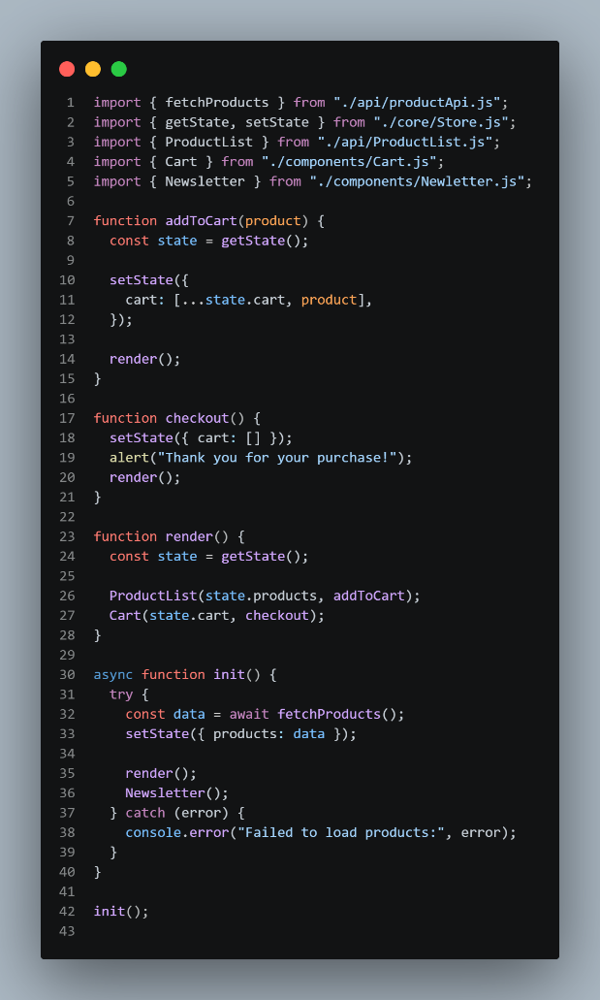 1 import { fetchProducts } from "./api/productApi.js";
2 import { getState, setState } from "./core/Store.js";
3 import { ProductList } from "./api/ProductList.js";
4 import { Cart } from "./components/Cart.js";
5 import { Newsletter } from "./components/Newletter.js";
6
7 function addToCart(product) {
8   const state = getState();
9
10   setState({
11     cart: [...state.cart, product],
12   });
13
14   render();
15 }
16
17 function checkout() {
18   setState({ cart: [] });
19   alert("Thank you for your purchase!");
20   render();
21 }
22
23 function render() {
24   const state = getState();
25
26   ProductList(state.products, addToCart);
27   Cart(state.cart, checkout);
28 }
29
30 async function init() {
31   try {
32     const data = await fetchProducts();
33     setState({ products: data });
34
35     render();
36     Newsletter();
37   } catch (error) {
38     console.error("Failed to load products:", error);
39   }
40 }
41
42 init();
43